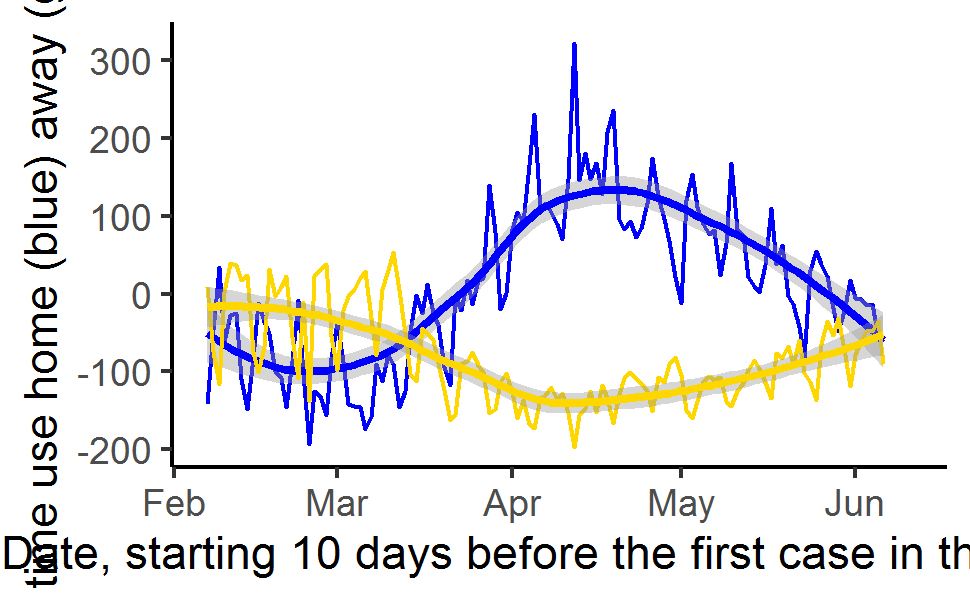 time use home (blue) away (
300
200
100
0
-100
-200
Feb Mar Apr May Jun
Date, starting 10 days before the first case in th